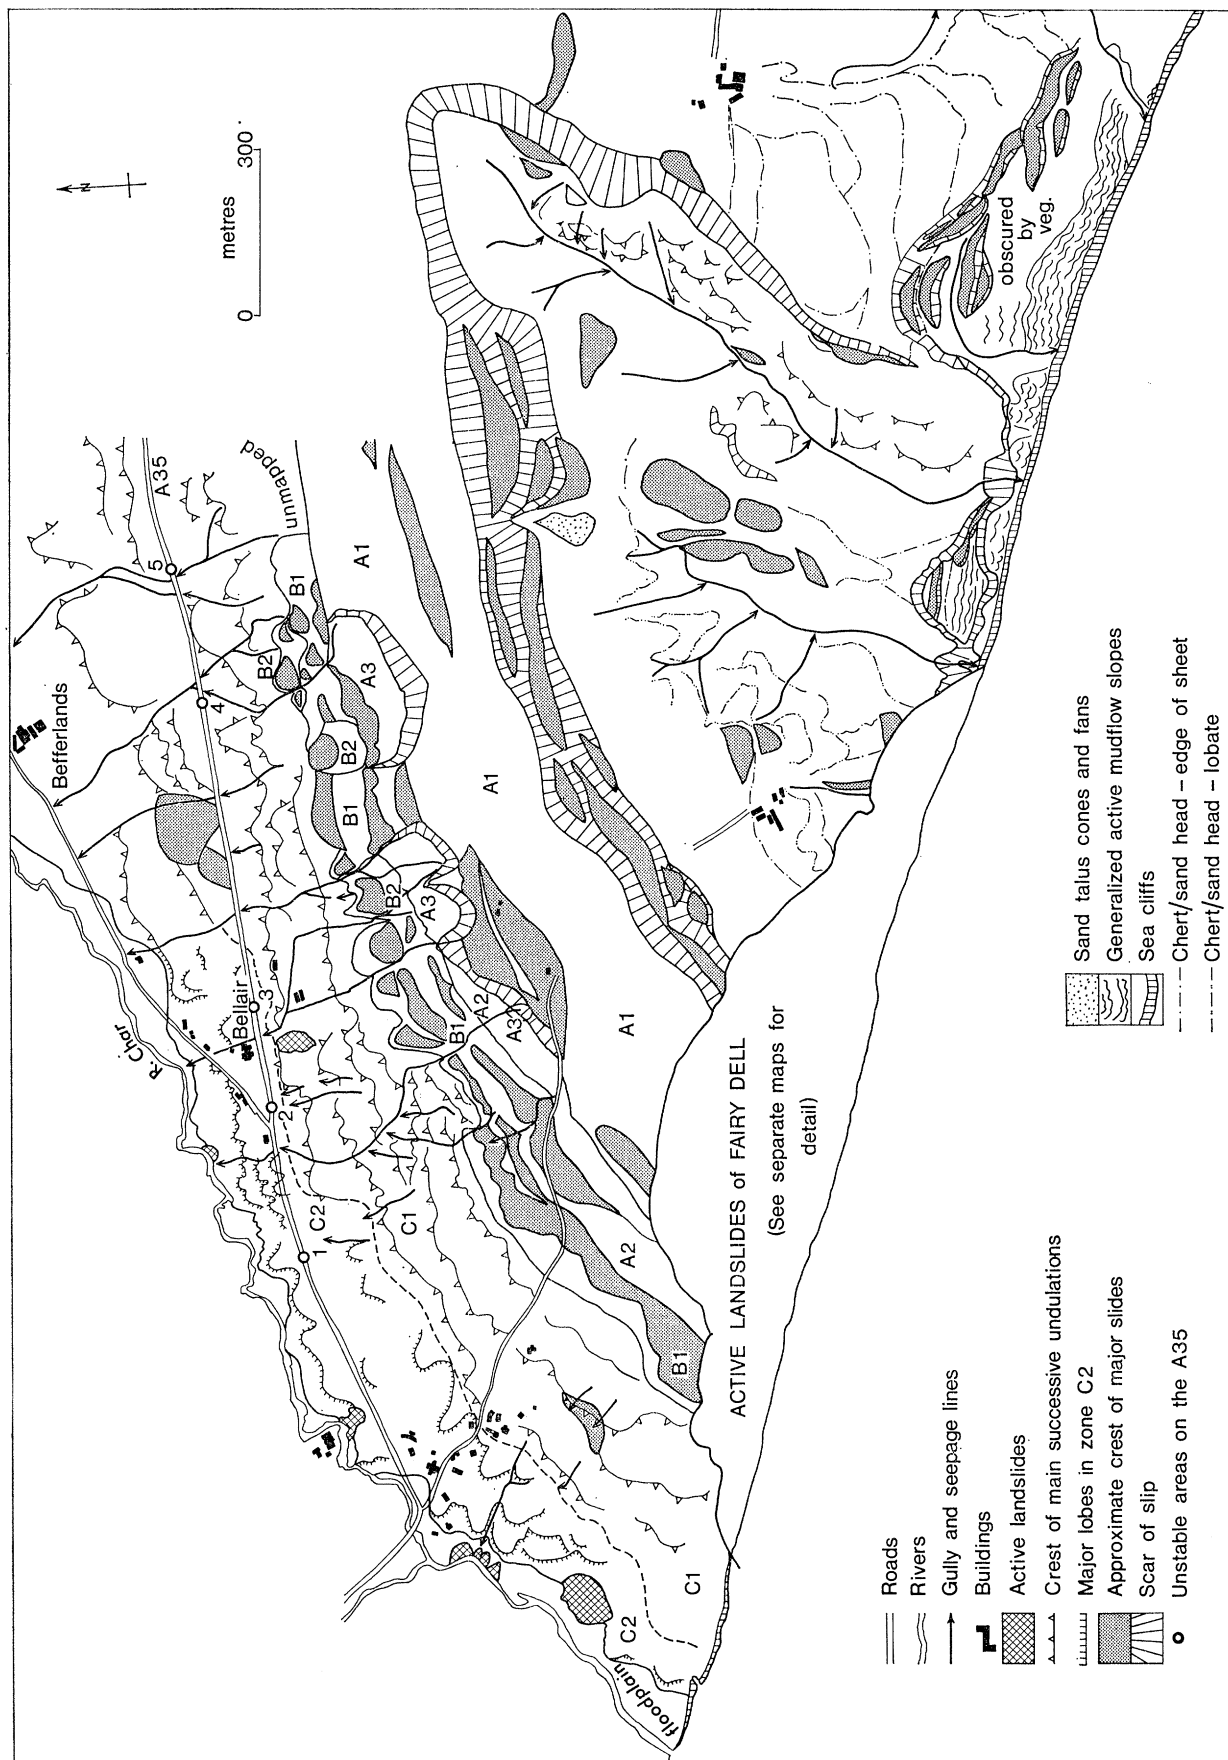 N
metres
0 300
Befferlands
A35
R. Char
Bellair
5
4
3
2
1
unmapped
B1
B2
A1
A3
B2
B1
B2
A3
A1
B1
A2
A3
A1
C2
C1
A2
B1
C1
C2
floodplain
obscured
by
veg.
ACTIVE LANDSLIDES of FAIRY DELL
(See separate maps for
detail)
Roads
Rivers
Gully and seepage lines
Buildings
Active landslides
Crest of main successive undulations
Major lobes in zone C2
Approximate crest of major slides
Scar of slip
Unstable areas on the A35
Sand talus cones and fans
Generalized active mudflow slopes
Sea cliffs
Chert/sand head – edge of sheet
Chert/sand head – lobate